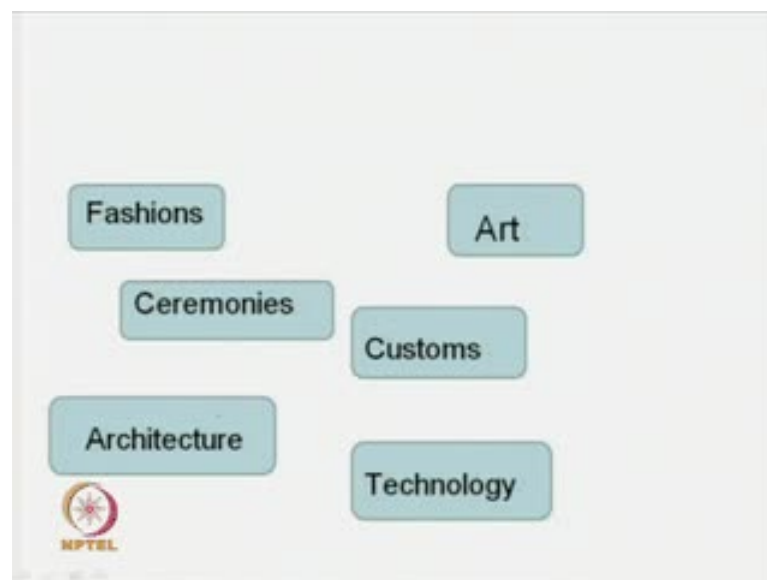 Fashions
Art
Ceremonies
Customs
Architecture
Technology
NPTEL